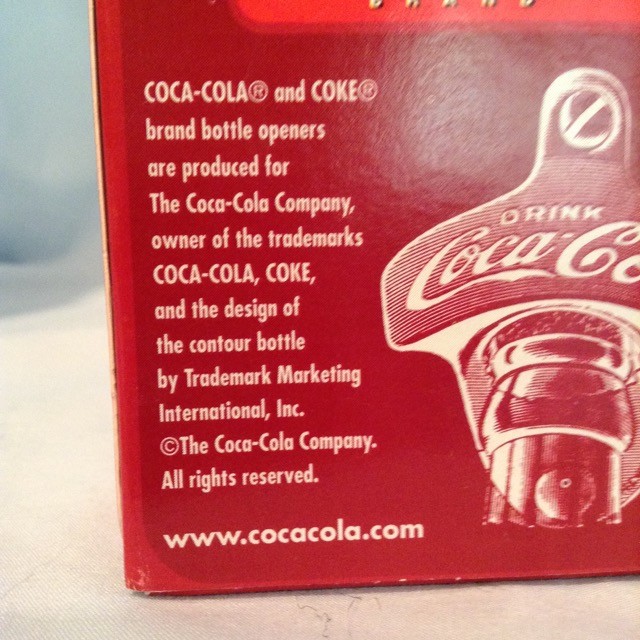 BRAND
COCA-COLA® and COKE®
brand bottle openers
are produced for
The Coca-Cola Company,
owner of the trademarks
COCA-COLA, COKE,
and the design of
the contour bottle
by Trademark Marketing
International, Inc.
©The Coca-Cola Company.
All rights reserved.
www.cocacola.com
DRINK
Coca-Co